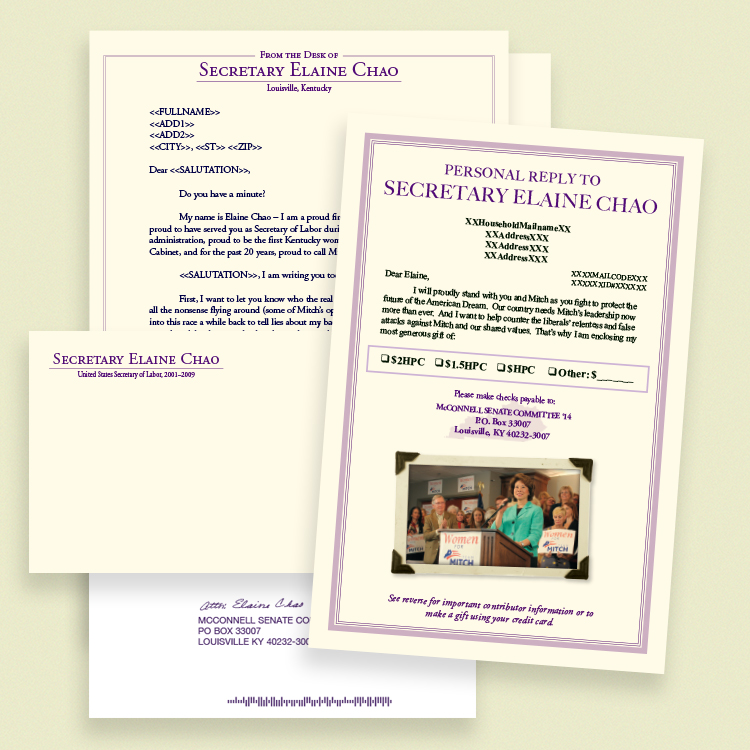 FROM THE DESK OF
SECRETARY ELAINE CHAO
Louisville, Kentucky
<<FULLNAME>>
<<ADD1>>
<<ADD2>>
<<CITY>>, <<ST>> <<ZIP>>
Dear <<SALUTATION>>,
Do you have a minute?
My name is Elaine Chao – I am a proud
proud to have served you as Secretary of Labor
administration, proud to be the first Kentucky
Cabinet, and for the past 20 years, proud to call
<<SALUTATION>>, I am writing you
First, I want to let you know who the real
all the nonsense flying around (some of Mitch's
into this race a while back to tell lies about my
SECRETARY ELAINE CHAO
United States Secretary of Labor, 2001–2009
Attn: Elaine Chao
MCCONNELL SENATE
PO BOX 33007
LOUISVILLE KY 40232-
PERSONAL REPLY TO
SECRETARY ELAINE CHAO
XXHouseholdMailnameXX
XXAddressXXX
XXAddressXXX
XXAddressXXX
XXXXMAILCODEXXX
XXXXXXID#XXXXXX
Dear Elaine,
I will proudly stand with you and Mitch as you fight to protect the
future of the American Dream. Our country needs Mitch's leadership now
more than ever. And I want to help counter the liberals' relentless and false
attacks against Mitch and our shared values. That's why I am enclosing my
most generous gift of:
❑ $2HPC ❑ $1.5HPC ❑ $HPC ❑ Other: $______
Please make checks payable to:
MCCONNELL SENATE COMMITTEE '14
P.O. Box 33007
Louisville, KY 40232-3007
Women
FOR
MITCH
Women
FOR
MITCH
See reverse for important contributor information or to
make a gift using your credit card.